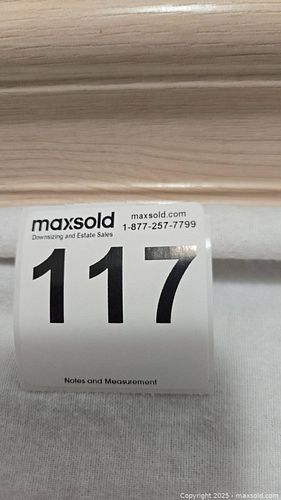 maxsold
Downsizing and Estate Sales
maxsold.com
1-877-257-7799
117
Notes and Measurement
Copyright 2025 - maxsold.com